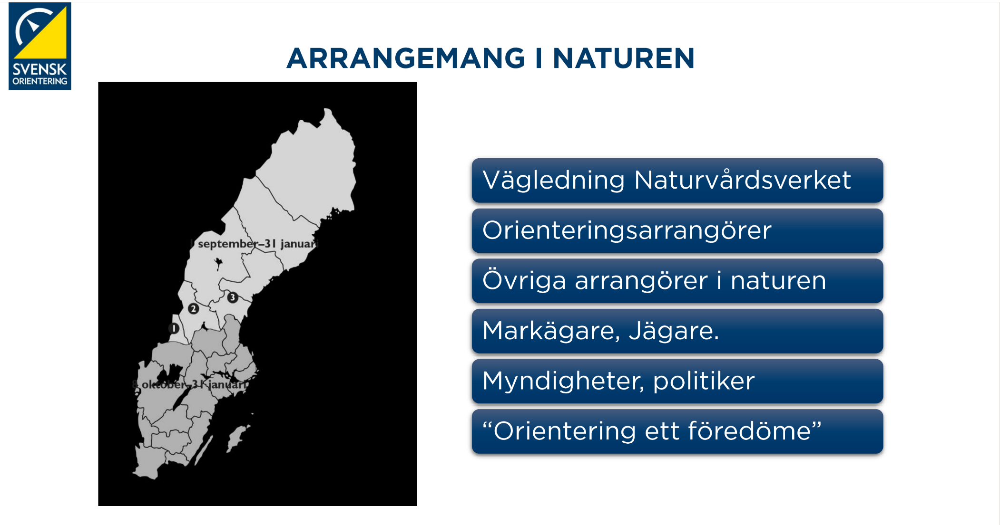 SVENSK
ORIENTERING
ARRANGEMANG I NATUREN
1 september–31 januari
3
2
1
8 oktober–31 januari
Vägledning Naturvårdsverket
Orienteringsarrangörer
Övriga arrangörer i naturen
Markägare, Jägare.
Myndigheter, politiker
“Orientering ett föredöme”